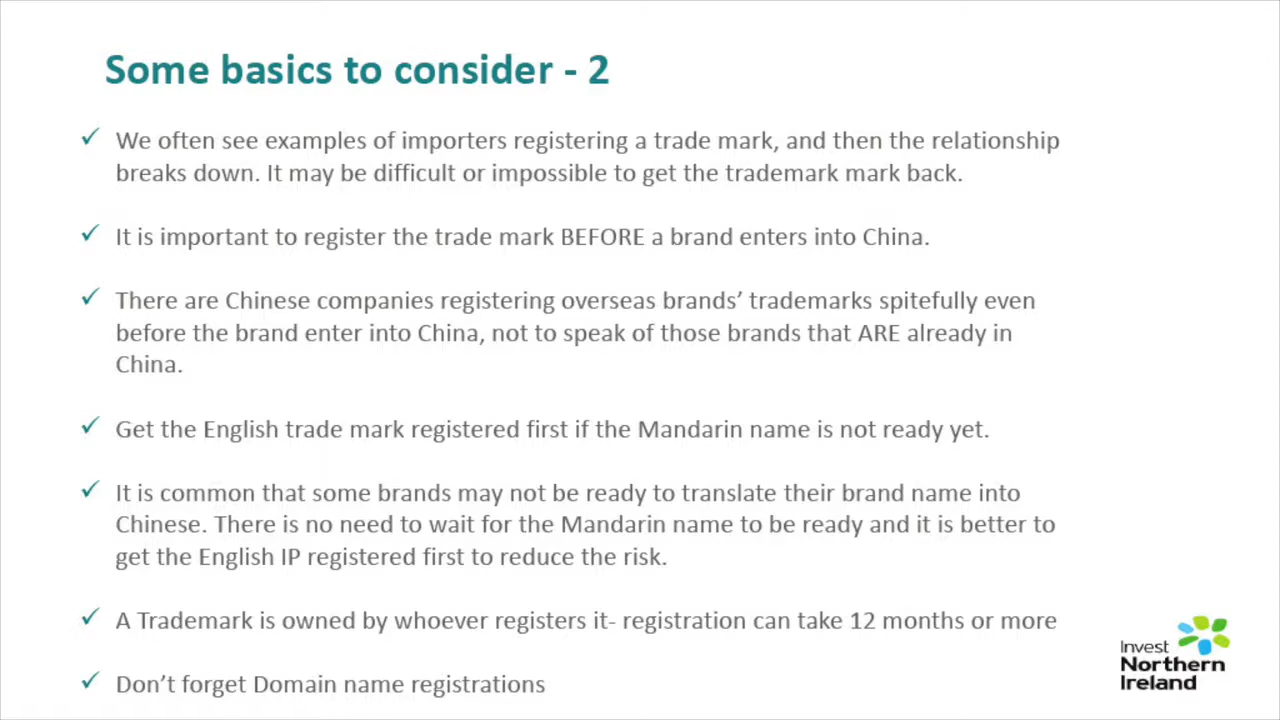 Some basics to consider - 2
✓ We often see examples of importers registering a trade mark, and then the relationship
breaks down. It may be difficult or impossible to get the trademark mark back.
✓ It is important to register the trade mark BEFORE a brand enters into China.
✓ There are Chinese companies registering overseas brands’ trademarks spitefully even
before the brand enter into China, not to speak of those brands that ARE already in
China.
✓ Get the English trade mark registered first if the Mandarin name is not ready yet.
✓ It is common that some brands may not be ready to translate their brand name into
Chinese. There is no need to wait for the Mandarin name to be ready and it is better to
get the English IP registered first to reduce the risk.
✓ A Trademark is owned by whoever registers it- registration can take 12 months or more
✓ Don’t forget Domain name registrations
Invest
Northern
Ireland